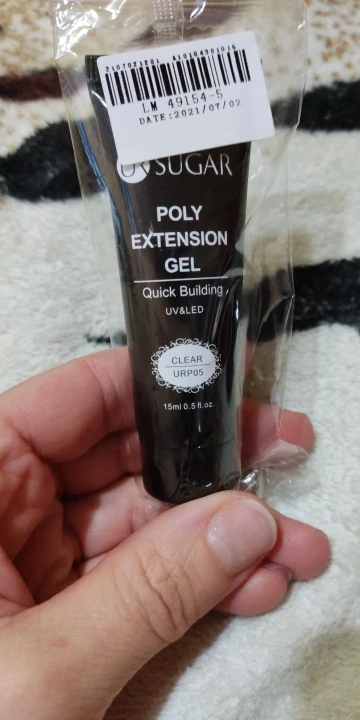 LM 49154-5
DATE:2021/07/02
UR SUGAR
POLY
EXTENSION
GEL
Quick Building
UV&LED
CLEAR
URP05
15ml 0.5 fl.oz.